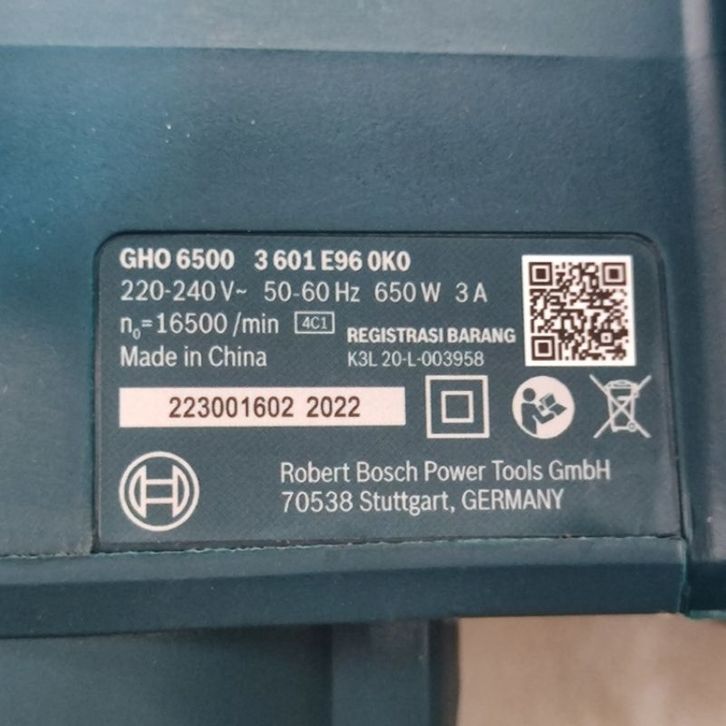 GHO 6500 3 601 E96 0K0
220-240 V~ 50-60 Hz 650 W 3 A
n₀=16500 /min 4C1
REGISTRASI BARANG
Made in China
K3L 20-L-003958
223001602 2022
Robert Bosch Power Tools GmbH
70538 Stuttgart, GERMANY